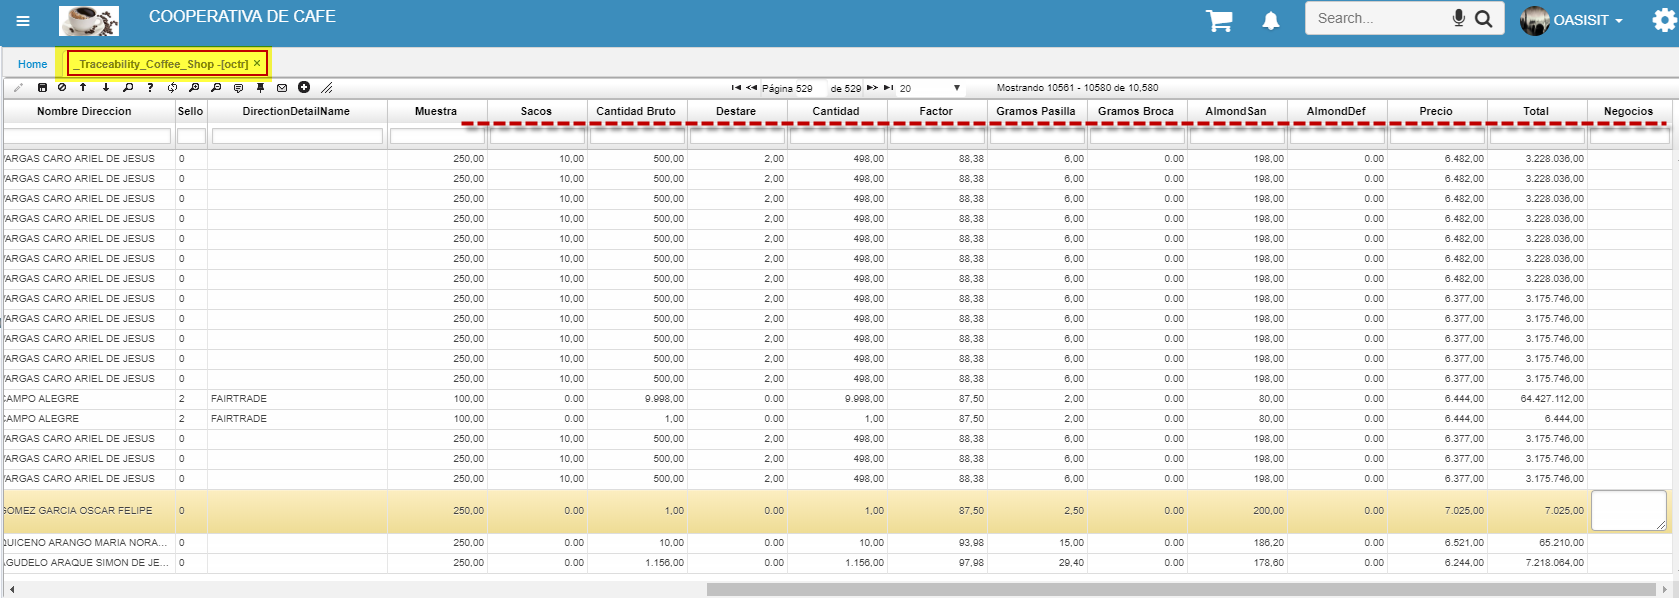 COOPERATIVA DE CAFE
Search...
OASISIT
Home
_Traceability_Coffee_Shop -[octr] ×
Página 529 de 529 20 Mostrando 10561 - 10580 de 10,580
Nombre Direccion Sello DirectionDetailName Muestra Sacos Cantidad Bruto Destare Cantidad Factor Gramos Pasilla Gramos Broca AlmondSan AlmondDef Precio Total Negocios
VARGAS CARO ARIEL DE JESUS 0 250,00 10,00 500,00 2,00 498,00 88,38 6,00 0.00 198,00 0.00 6.482,00 3.228.036,00
VARGAS CARO ARIEL DE JESUS 0 250,00 10,00 500,00 2,00 498,00 88,38 6,00 0.00 198,00 0.00 6.482,00 3.228.036,00
VARGAS CARO ARIEL DE JESUS 0 250,00 10,00 500,00 2,00 498,00 88,38 6,00 0.00 198,00 0.00 6.482,00 3.228.036,00
VARGAS CARO ARIEL DE JESUS 0 250,00 10,00 500,00 2,00 498,00 88,38 6,00 0.00 198,00 0.00 6.482,00 3.228.036,00
VARGAS CARO ARIEL DE JESUS 0 250,00 10,00 500,00 2,00 498,00 88,38 6,00 0.00 198,00 0.00 6.482,00 3.228.036,00
VARGAS CARO ARIEL DE JESUS 0 250,00 10,00 500,00 2,00 498,00 88,38 6,00 0.00 198,00 0.00 6.482,00 3.228.036,00
VARGAS CARO ARIEL DE JESUS 0 250,00 10,00 500,00 2,00 498,00 88,38 6,00 0.00 198,00 0.00 6.482,00 3.228.036,00
VARGAS CARO ARIEL DE JESUS 0 250,00 10,00 500,00 2,00 498,00 88,38 6,00 0.00 198,00 0.00 6.377,00 3.175.746,00
VARGAS CARO ARIEL DE JESUS 0 250,00 10,00 500,00 2,00 498,00 88,38 6,00 0.00 198,00 0.00 6.377,00 3.175.746,00
VARGAS CARO ARIEL DE JESUS 0 250,00 10,00 500,00 2,00 498,00 88,38 6,00 0.00 198,00 0.00 6.377,00 3.175.746,00
VARGAS CARO ARIEL DE JESUS 0 250,00 10,00 500,00 2,00 498,00 88,38 6,00 0.00 198,00 0.00 6.377,00 3.175.746,00
VARGAS CARO ARIEL DE JESUS 0 250,00 10,00 500,00 2,00 498,00 88,38 6,00 0.00 198,00 0.00 6.377,00 3.175.746,00
CAMPO ALEGRE 2 FAIRTRADE 100,00 0.00 9.998,00 0.00 9.998,00 87,50 2,00 0.00 80,00 0.00 6.444,00 64.427.112,00
CAMPO ALEGRE 2 FAIRTRADE 100,00 0.00 1,00 0.00 1,00 87,50 2,00 0.00 80,00 0.00 6.444,00 6.444,00
VARGAS CARO ARIEL DE JESUS 0 250,00 10,00 500,00 2,00 498,00 88,38 6,00 0.00 198,00 0.00 6.377,00 3.175.746,00
VARGAS CARO ARIEL DE JESUS 0 250,00 10,00 500,00 2,00 498,00 88,38 6,00 0.00 198,00 0.00 6.377,00 3.175.746,00
VARGAS CARO ARIEL DE JESUS 0 250,00 10,00 500,00 2,00 498,00 88,38 6,00 0.00 198,00 0.00 6.377,00 3.175.746,00
GOMEZ GARCIA OSCAR FELIPE 0 250,00 0.00 1,00 0.00 1,00 87,50 2,50 0.00 200,00 0.00 7.025,00 7.025,00
QUICENO ARANGO MARIA NORA... 0 250,00 0.00 10,00 0.00 10,00 93,98 15,00 0.00 186,20 0.00 6.521,00 65.210,00
AGUDELO ARAQUE SIMON DE JE... 0 250,00 0.00 1.156,00 0.00 1.156,00 97,98 29,40 0.00 178,60 0.00 6.244,00 7.218.064,00